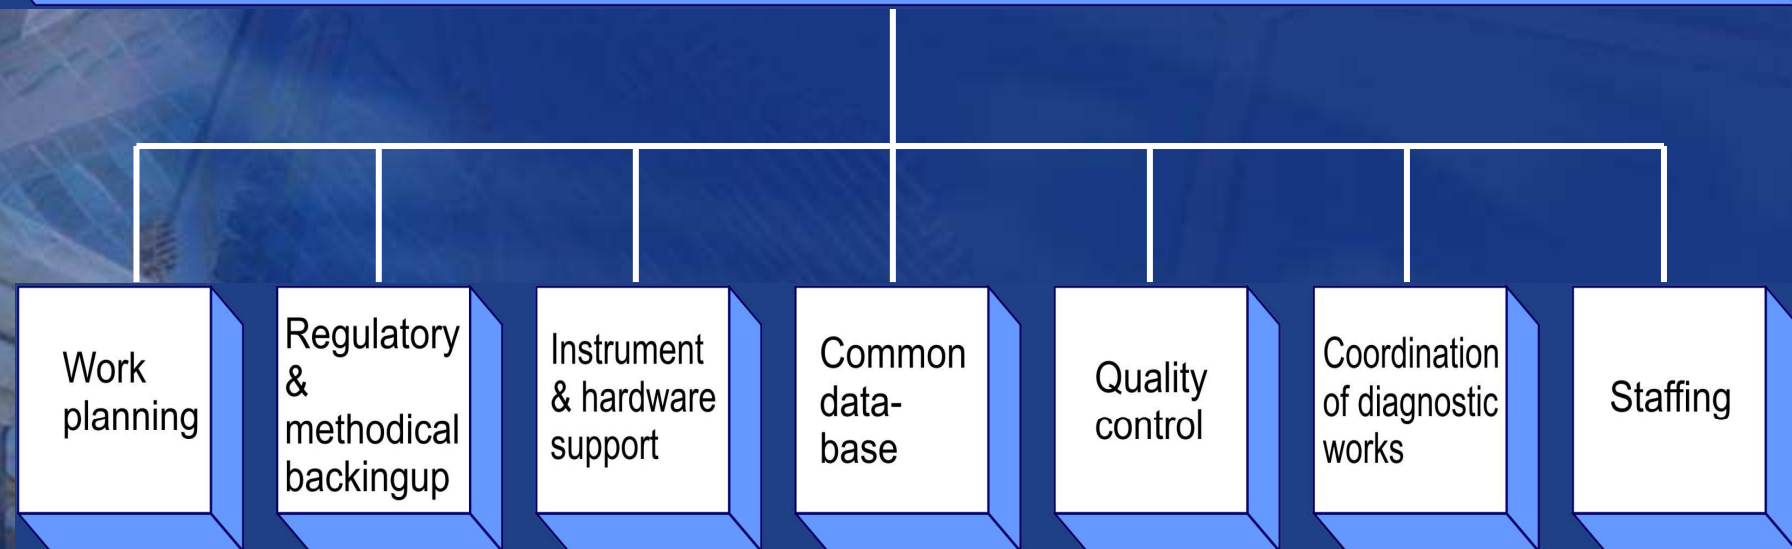 Work
planning
Regulatory
&
methodical
backingup
Instrument
& hardware
support
Common
data-
base
Quality
control
Coordination
of diagnostic
works
Staffing